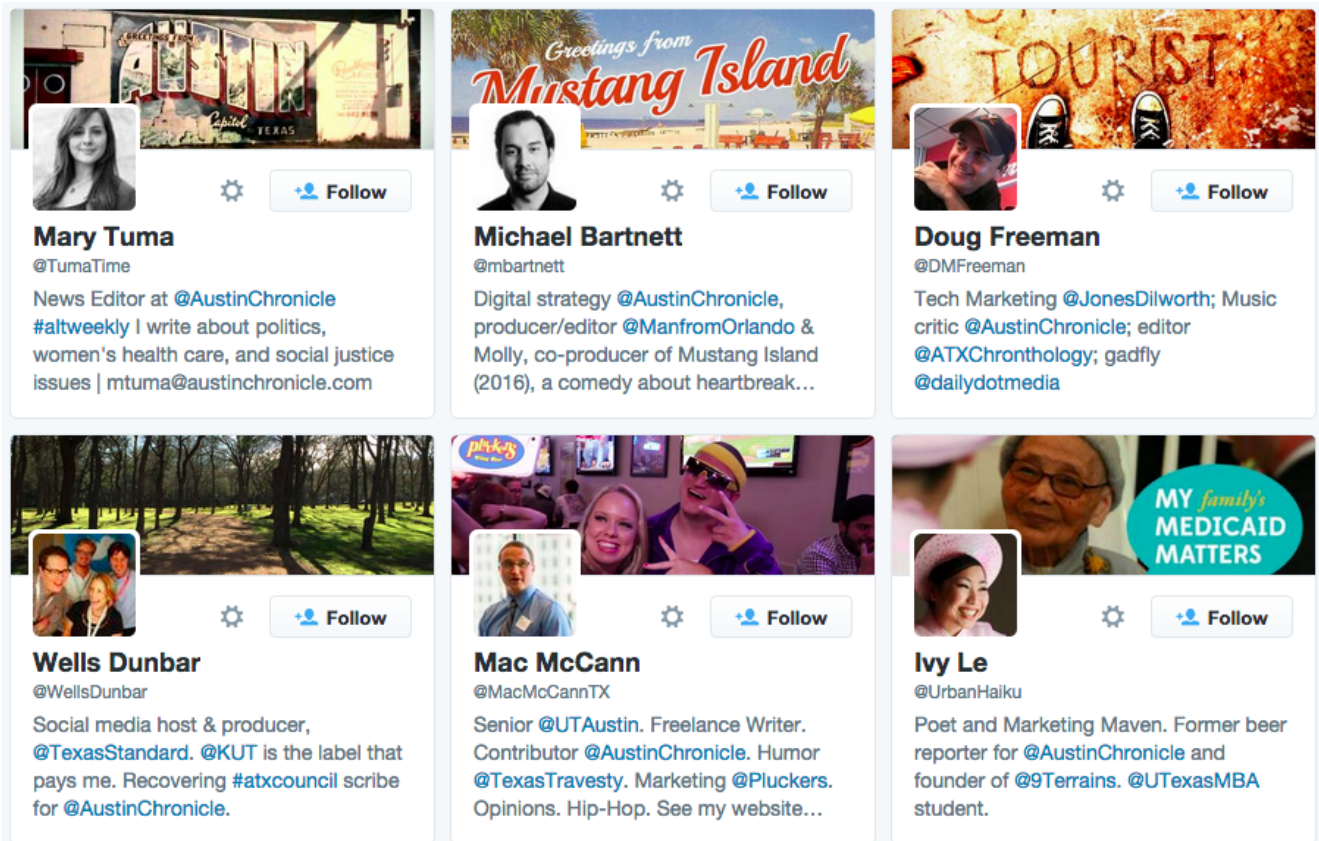 GREETINGS FROM
AUSTIN
Capitol
TEXAS
Follow
Mary Tuma
@TumaTime
News Editor at @AustinChronicle
#altweekly I write about politics,
women's health care, and social justice
issues | mtuma@austinchronicle.com
Greetings from
Mustang Island
Follow
Michael Bartnett
@mbartnett
Digital strategy @AustinChronicle,
producer/editor @ManfromOrlando &
Molly, co-producer of Mustang Island
(2016), a comedy about heartbreak...
TOURIST
Follow
Doug Freeman
@DMFreeman
Tech Marketing @JonesDilworth; Music
critic @AustinChronicle; editor
@ATXChronthology; gadfly
@dailydotmedia
Follow
Wells Dunbar
@WellsDunbar
Social media host & producer,
@TexasStandard. @KUT is the label that
pays me. Recovering #atxcouncil scribe
for @AustinChronicle.
pluckers
Wing Bar
Follow
Mac McCann
@MacMcCannTX
Senior @UTAustin. Freelance Writer.
Contributor @AustinChronicle. Humor
@TexasTravesty. Marketing @Pluckers.
Opinions. Hip-Hop. See my website...
MY family's
MEDICAID
MATTERS
Follow
Ivy Le
@UrbanHaiku
Poet and Marketing Maven. Former beer
reporter for @AustinChronicle and
founder of @9Terrains. @UTexasMBA
student.